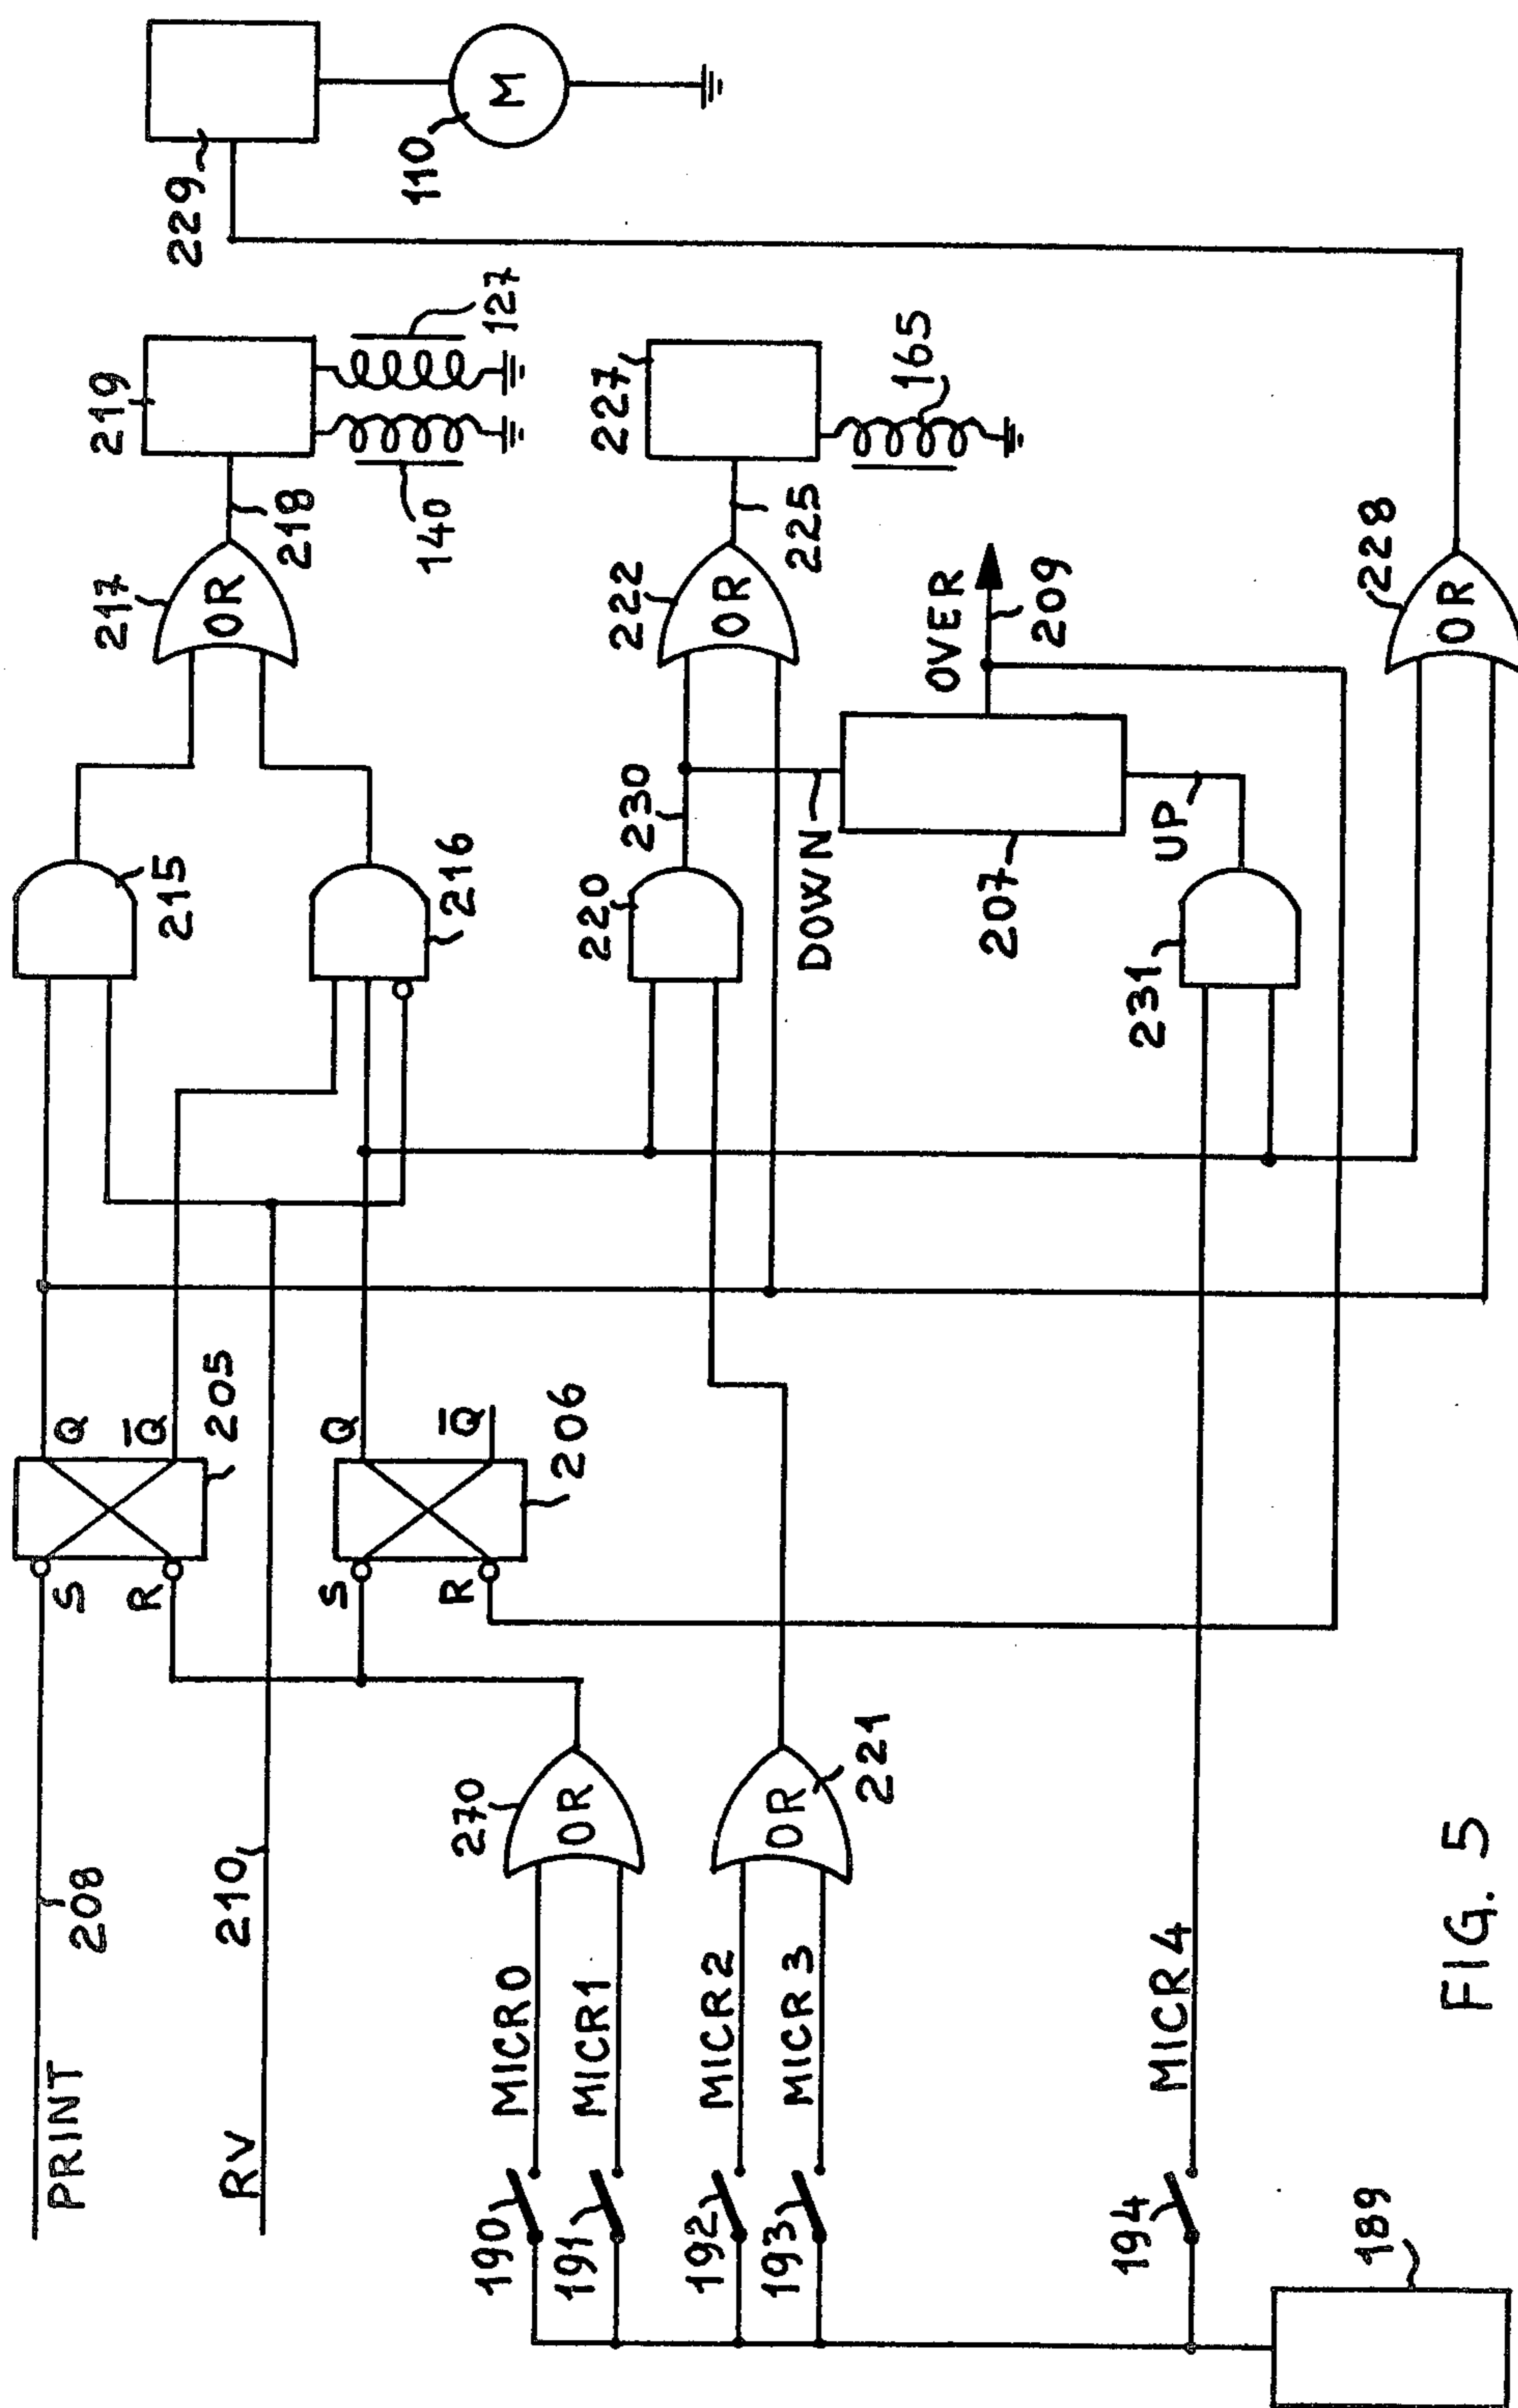 PRINT
208
RV
210
S
R
Q
Q̅
205
S
R
Q
Q̅
206
215
216
217
OR
218
219
140
127
229
110
M
190
191
MICR0
MICR1
270
OR
192
193
MICR2
MICR3
OR
221
220
230
222
OR
225
227
165
DOWN
207
OVER
209
UP
231
194
MICR4
228
OR
189
FIG. 5